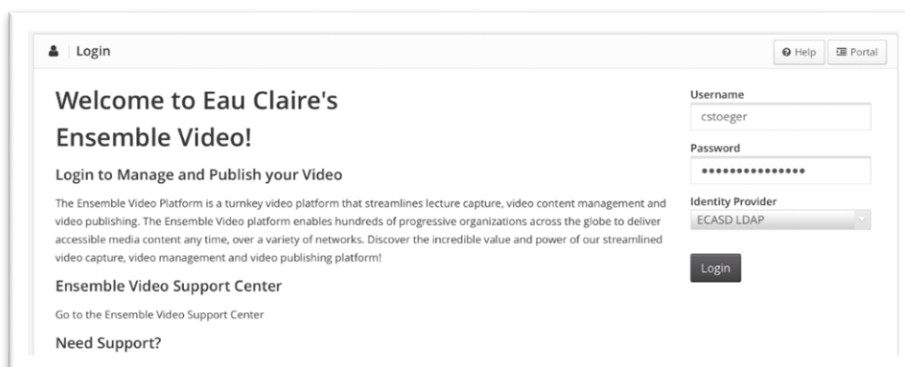 Login
Help
Portal
Welcome to Eau Claire's
Ensemble Video!
Login to Manage and Publish your Video
The Ensemble Video Platform is a turnkey video platform that streamlines lecture capture, video content management and
video publishing. The Ensemble Video platform enables hundreds of progressive organizations across the globe to deliver
accessible media content any time, over a variety of networks. Discover the incredible value and power of our streamlined
video capture, video management and video publishing platform!
Ensemble Video Support Center
Go to the Ensemble Video Support Center
Need Support?
Username
cstoeger
Password
•••••••••••••••
Identity Provider
ECASD LDAP
Login